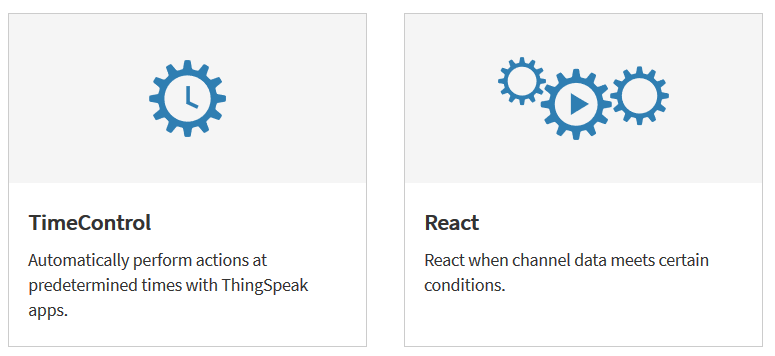 TimeControl
Automatically perform actions at
predetermined times with ThingSpeak
apps.
React
React when channel data meets certain
conditions.